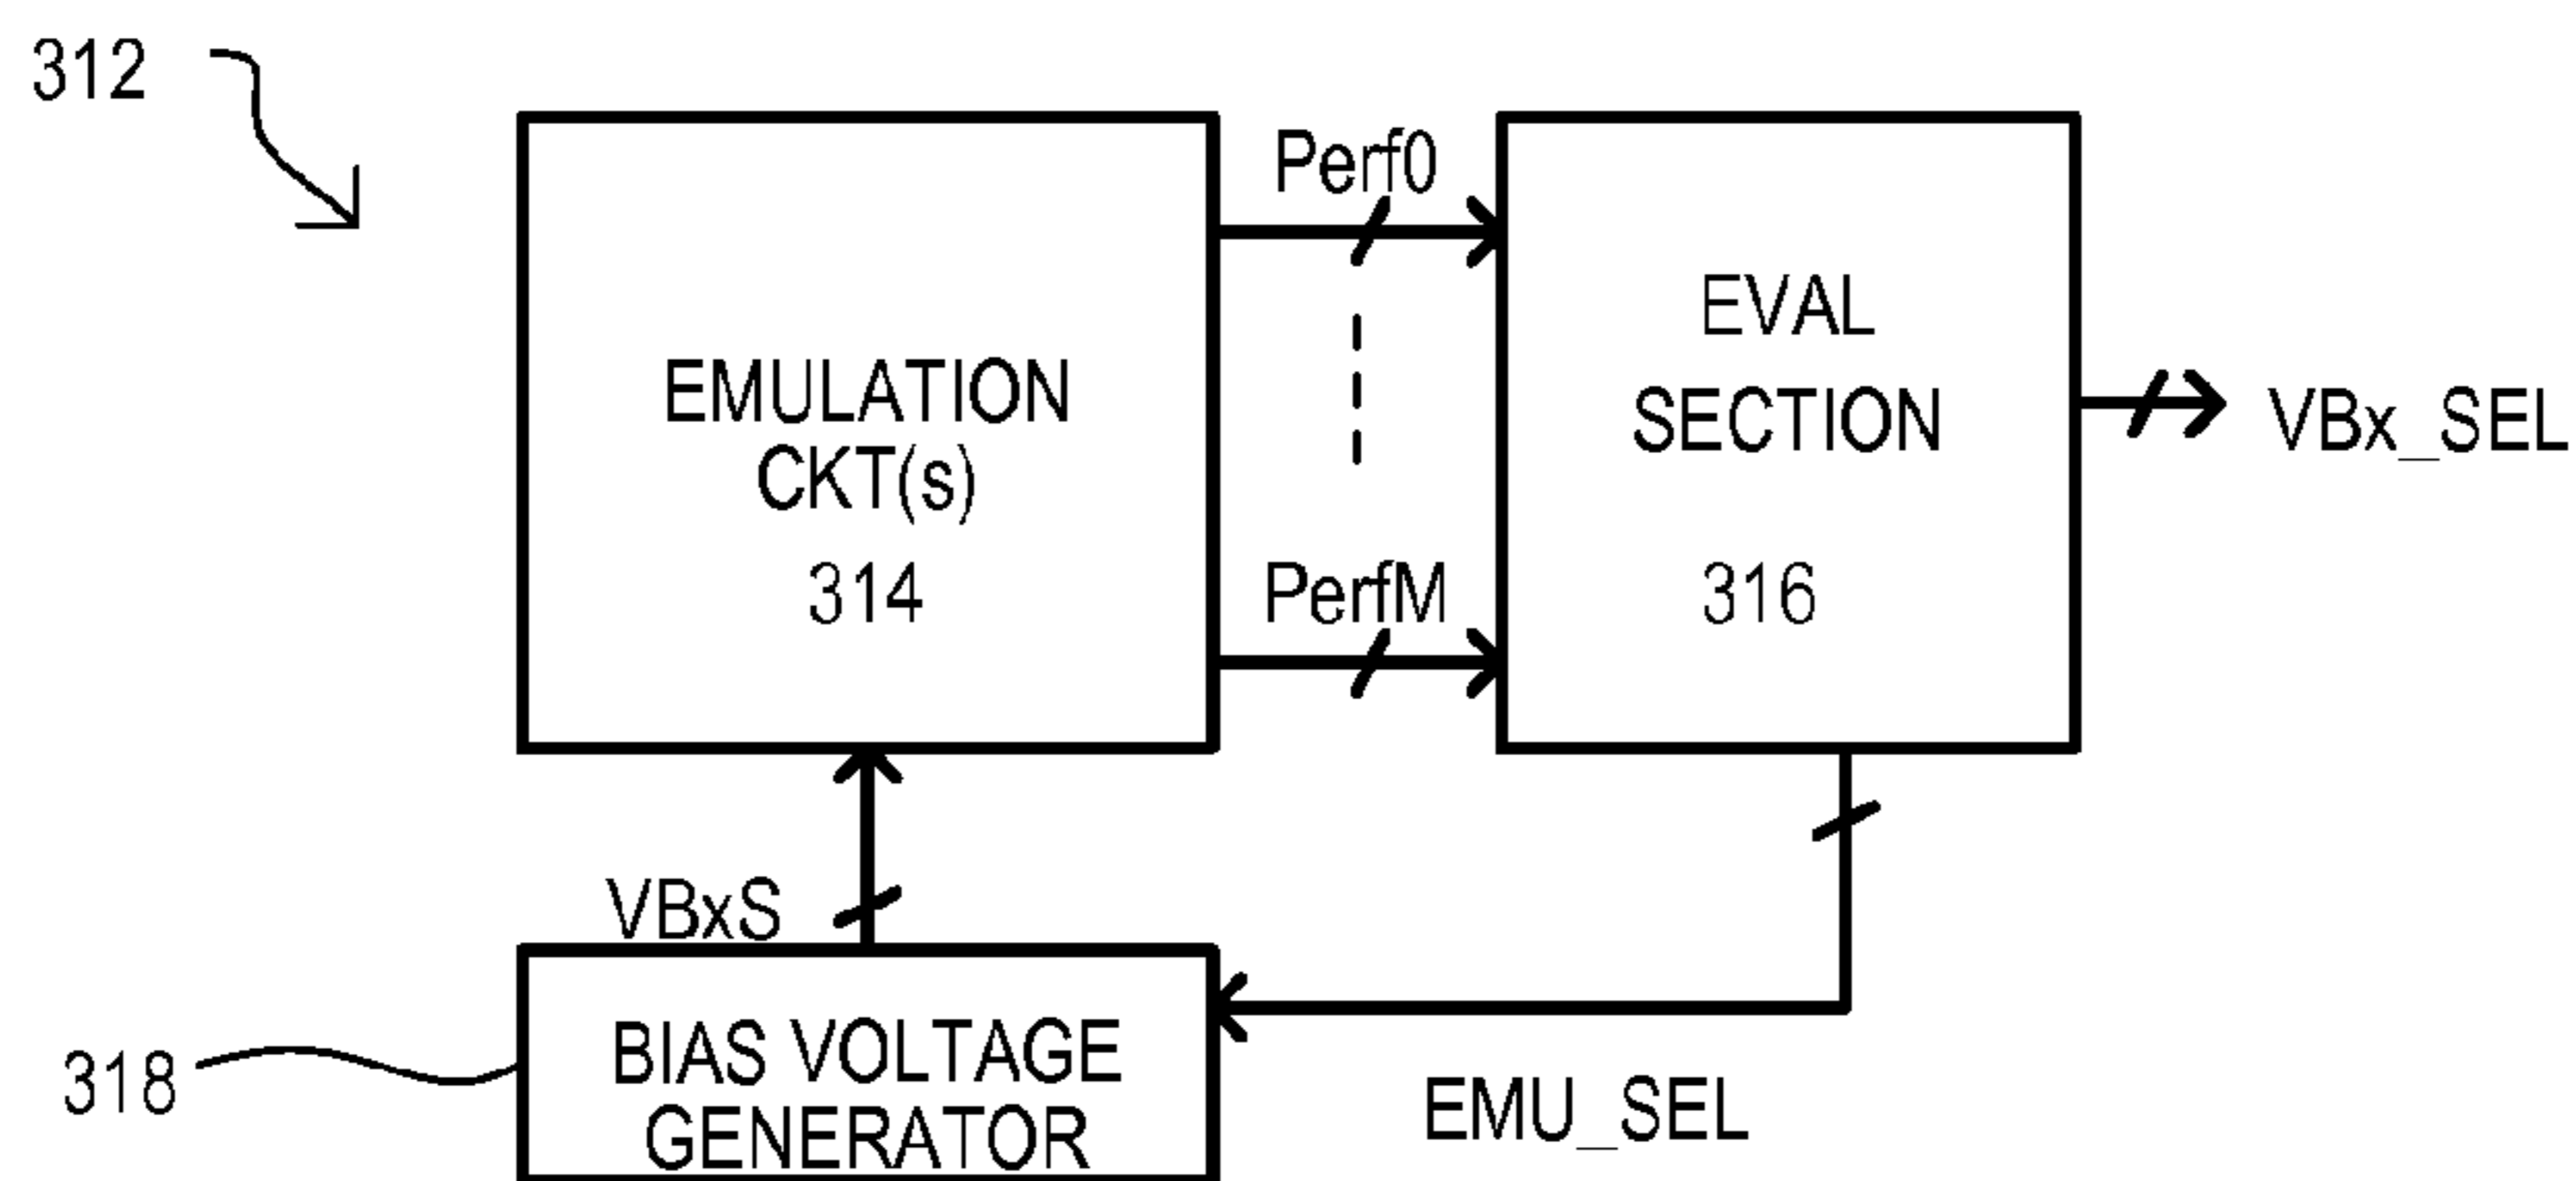 312
Perf0
EMULATION
CKT(s)
314
EVAL
SECTION
316
VBx_SEL
PerfM
VBxS
318
BIAS VOLTAGE
GENERATOR
EMU_SEL